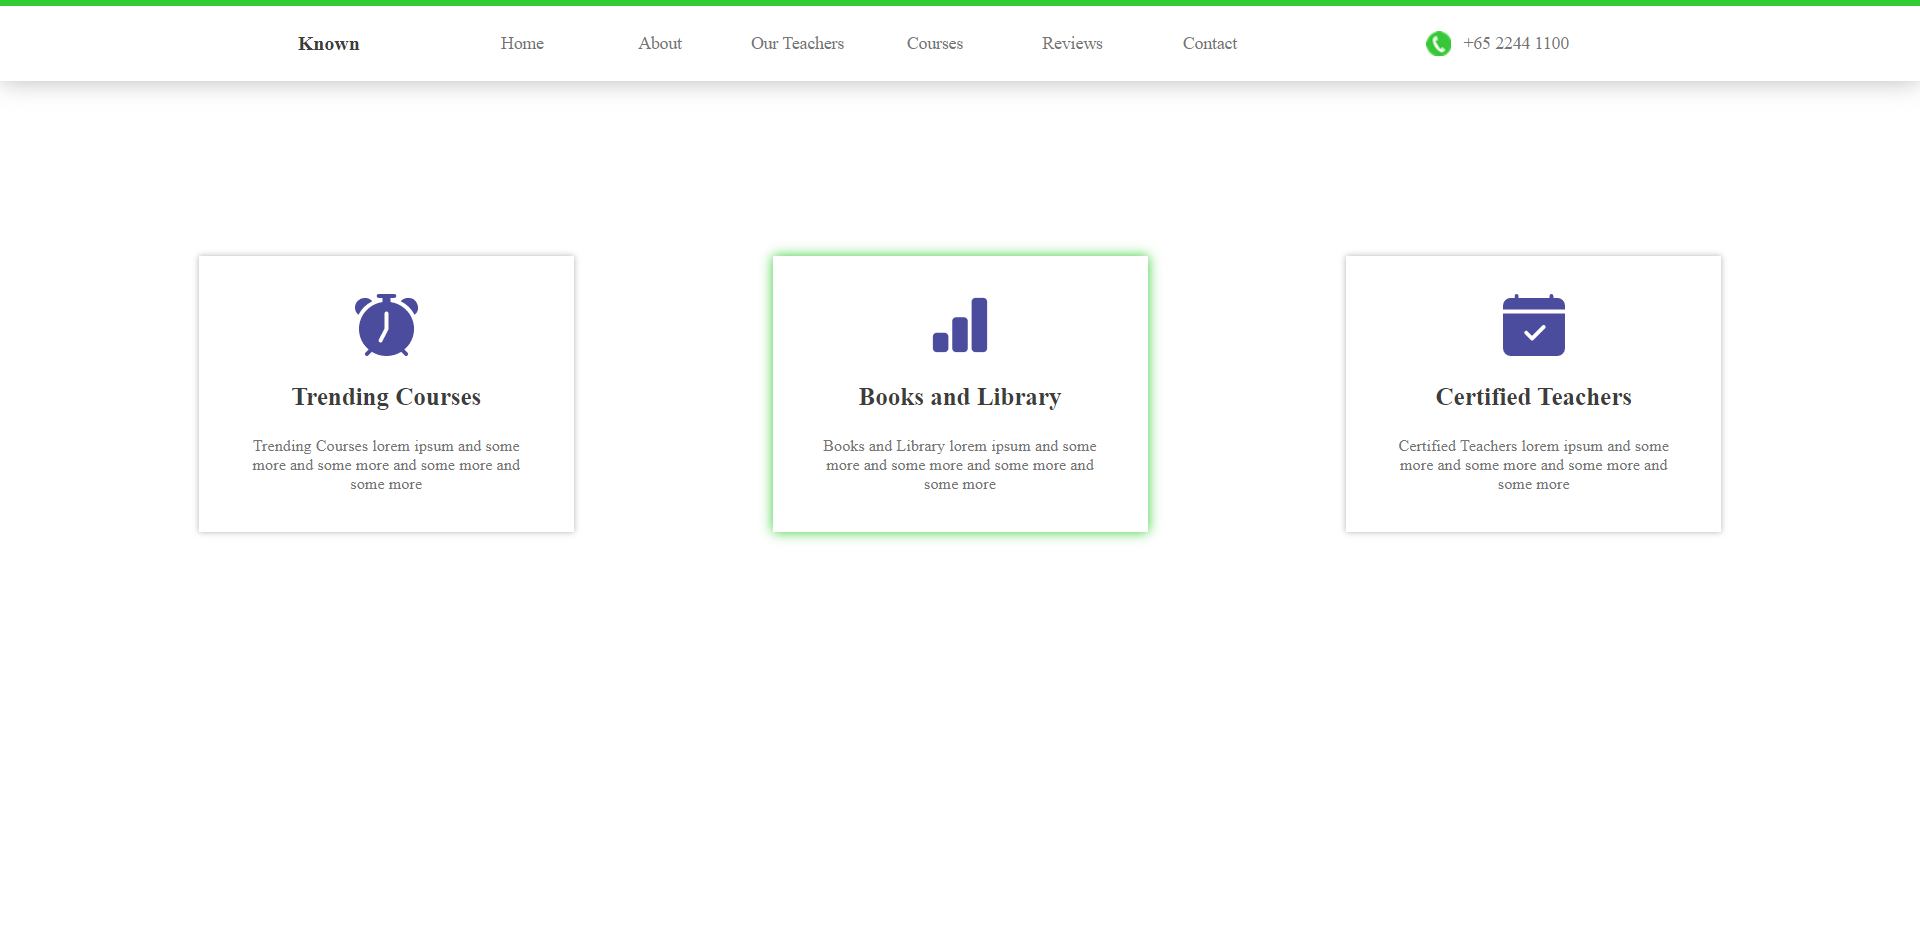 Known Home About Our Teachers Courses Reviews Contact +65 2244 1100
Trending Courses
Trending Courses lorem ipsum and some
more and some more and some more and
some more
Books and Library
Books and Library lorem ipsum and some
more and some more and some more and
some more
Certified Teachers
Certified Teachers lorem ipsum and some
more and some more and some more and
some more